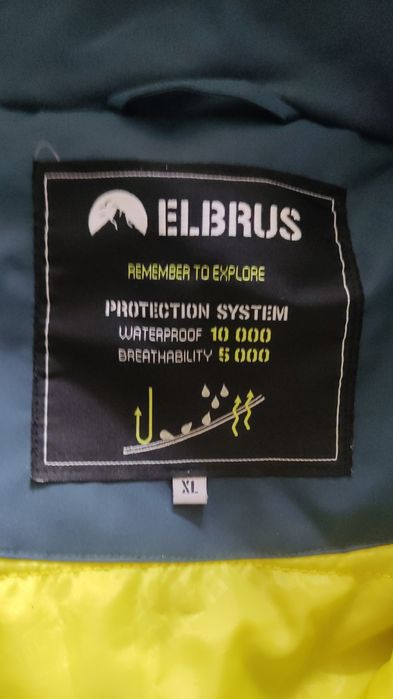 ELBRUS
REMEMBER TO EXPLORE
PROTECTION SYSTEM
WATERPROOF 10 000
BREATHABILITY 5 000
XL